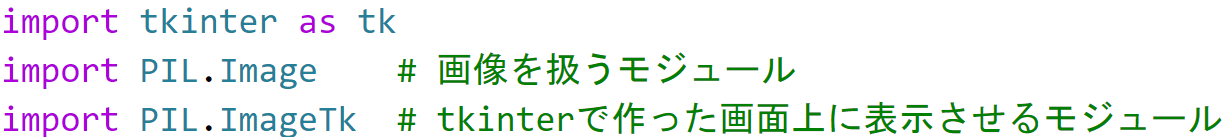 import tkinter as tk
import PIL.Image    # 画像を扱うモジュール
import PIL.ImageTk  # tkinterで作った画面上に表示させるモジュール